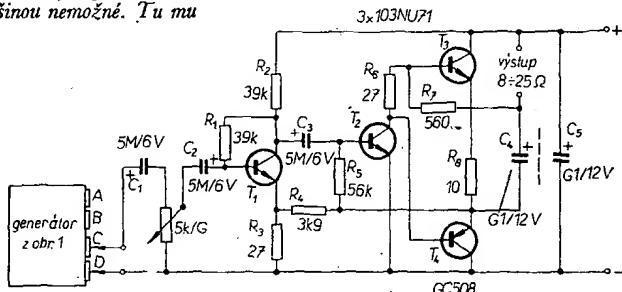 šinou nemožné. Tu mu
3x103NU71
R₂
39k
R₁
39k
C₃
5M/6V
R₆
27
T₃
R₇
560
výstup
8÷25Ω
C₁
5M/6V
C₂
5M/6V
T₁
T₂
R₅
56k
R₈
10
C₄
G1/12V
C₅
G1/12V
generátor
z obr. 1
A
B
C
D
5k/G
R₃
27
R₄
3k9
T₄
GC508